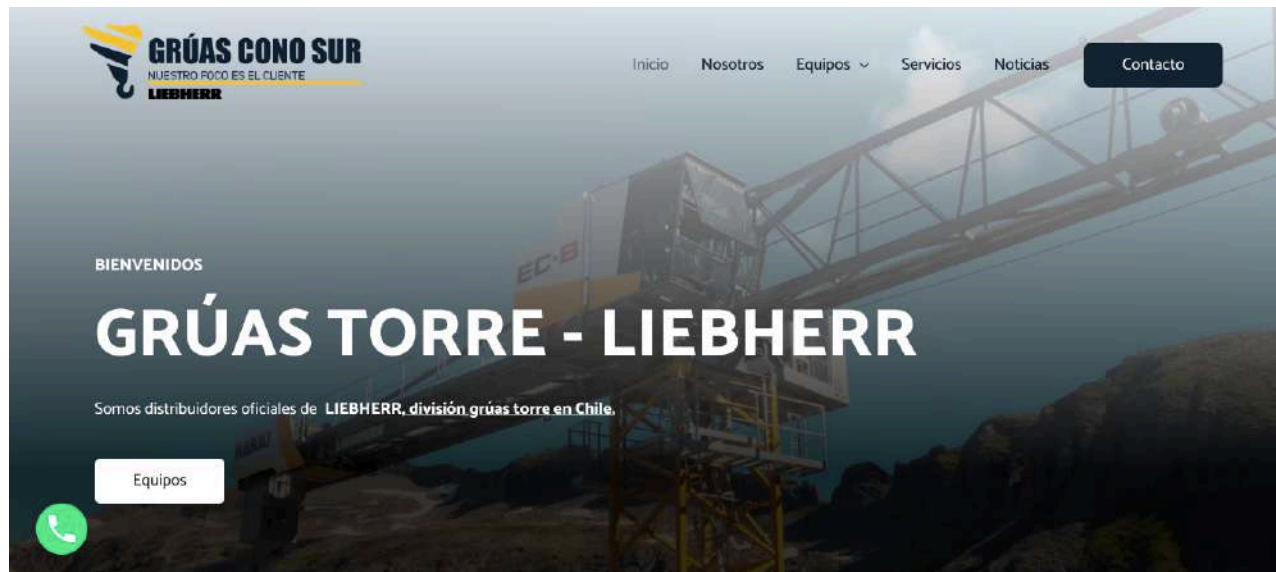 GRÚAS CONO SUR
NUESTRO FOCO ES EL CLIENTE
LIEBHERR
Inicio Nosotros Equipos Servicios Noticias Contacto
BIENVENIDOS
EC-B
GRÚAS TORRE - LIEBHERR
Somos distribuidores oficiales de LIEBHERR, división grúas torre en Chile.
Equipos